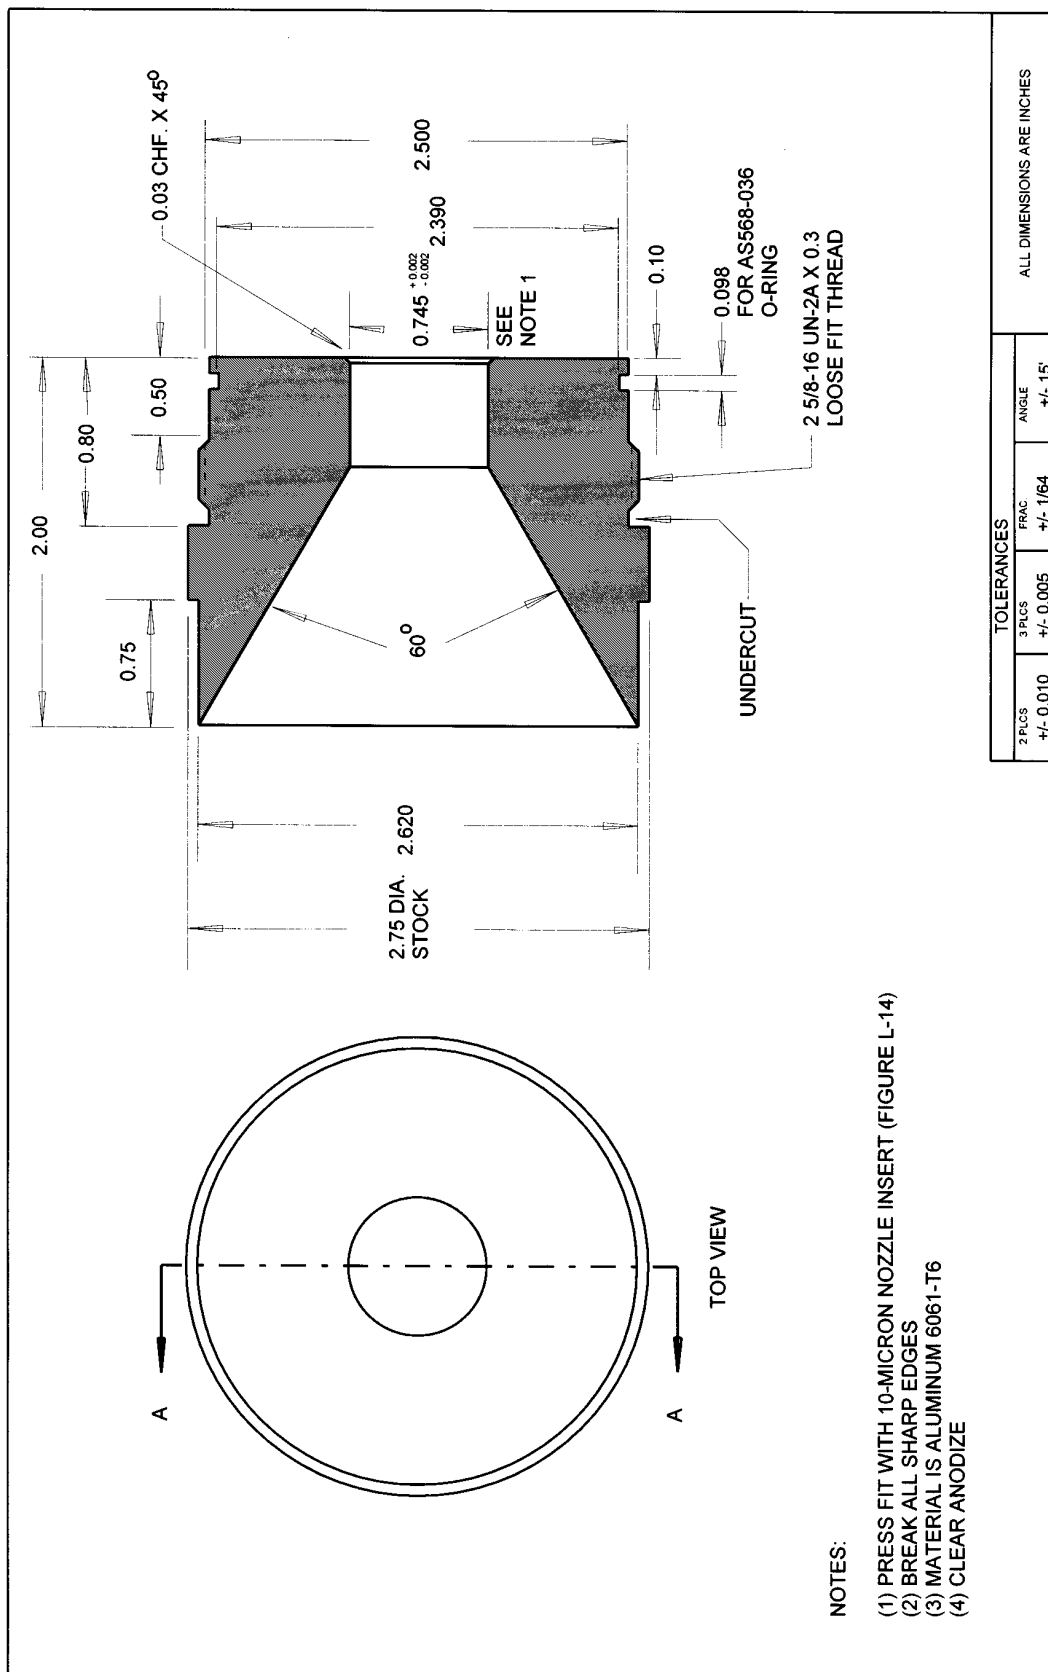 2.00
0.80
0.50
0.75
0.03 CHF. X 45°
2.500
2.390
0.745 +0.002 -0.002
SEE
NOTE 1
0.10
0.098
FOR AS568-036
O-RING
2 5/8-16 UN-2A X 0.3
LOOSE FIT THREAD
60°
UNDERCUT
2.620
2.75 DIA.
STOCK
A
A
TOP VIEW
NOTES:
(1) PRESS FIT WITH 10-MICRON NOZZLE INSERT (FIGURE L-14)
(2) BREAK ALL SHARP EDGES
(3) MATERIAL IS ALUMINUM 6061-T6
(4) CLEAR ANODIZE
TOLERANCES
2 PLCS 3 PLCS FRAC ANGLE
+/- 0.010 +/- 0.005 +/- 1/64 +/- 15'
ALL DIMENSIONS ARE INCHES